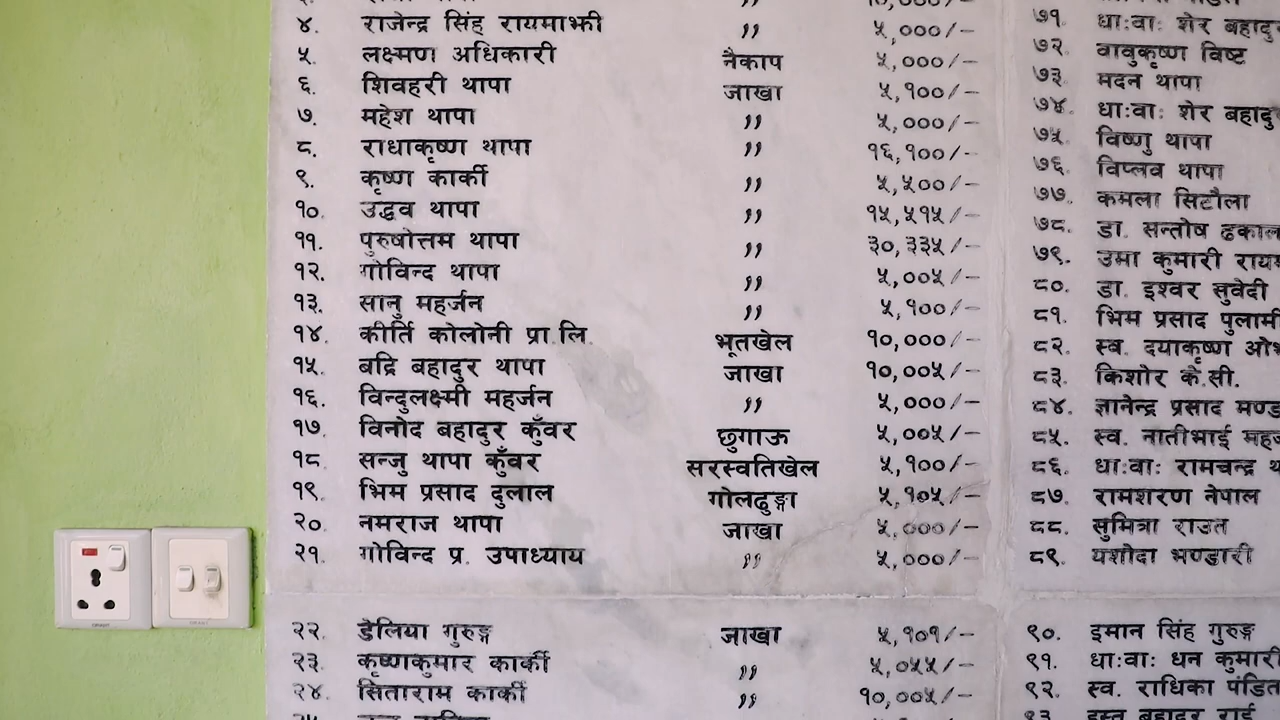 ४. राजेन्द्र सिंह रायमाझी ,, ५,०००/-
५. लक्ष्मण अधिकारी नैकाप ५,०००/-
६. शिवहरी थापा जाखा ५,१००/-
७. महेश थापा ,, ५,०००/-
८. राधाकृष्ण थापा ,, १६,१००/-
९. कृष्ण कार्की ,, ५,५००/-
१०. उद्धव थापा ,, १५,५१५/-
११. पुरुषोत्तम थापा ,, ३०,३३५/-
१२. गोविन्द थापा ,, ५,००५/-
१३. सानु महर्जन ,, ५,१००/-
१४. कीर्ति कोलोनी प्रा.लि. भूतखेल १०,०००/-
१५. बद्रि बहादुर थापा जाखा १०,००५/-
१६. विन्दुलक्ष्मी महर्जन ,, ५,०००/-
१७. विनोद बहादुर कुँवर छुगाऊ ५,००५/-
१८. सन्जु थापा कुँवर सरस्वतिखेल ५,१००/-
१९. भिम प्रसाद दुलाल गोलढुङ्गा ५,१०५/-
२०. नमराज थापा जाखा ५,०००/-
२१. गोविन्द प्र. उपाध्याय ,, ५,०००/-
२२. डेलिया गुरुङ्ग जाखा ५,१०१/-
२३. कृष्णकुमार कार्की ,, ५,०५५/-
२४. सिताराम कार्की ,, १०,००५/-
७१. धा:वा: शेर
७२. वावुकृष्ण विष्ट
७३. मदन थापा
७४. धा:वा: शेर
७५. विष्णु थापा
७६. विप्लव थापा
७७. कमला सिटौला
७८. डा. सन्तोष ढकाल
७९. उमा कुमारी
८०. डा. इश्वर सुवेदी
८१. भिम प्रसाद पुलामी
८२. स्व. दयाकृष्ण
८३. किशोर के.सी.
८४. ज्ञानेन्द्र प्रसाद
८५. स्व. नातीभाई
८६. धा:वा: रामचन्द्र
८७. रामशरण नेपाल
८८. सुमित्रा राउत
८९. यशोदा भण्डारी
९०. इमान सिंह गुरुङ्ग
९१. धा:वा: धन कुमारी
९२. स्व. राधिका पंडित